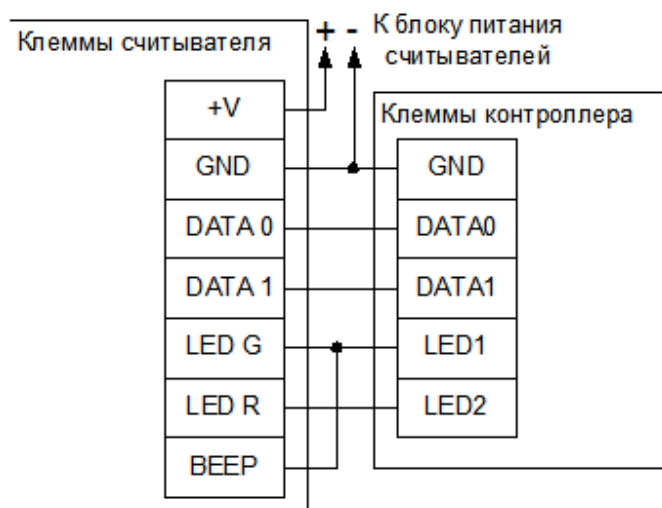 Клеммы считывателя
+ - К блоку питания
считывателей
Клеммы контроллера
+V
GND
DATA 0
DATA 1
LED G
LED R
BEEP
GND
DATA0
DATA1
LED1
LED2